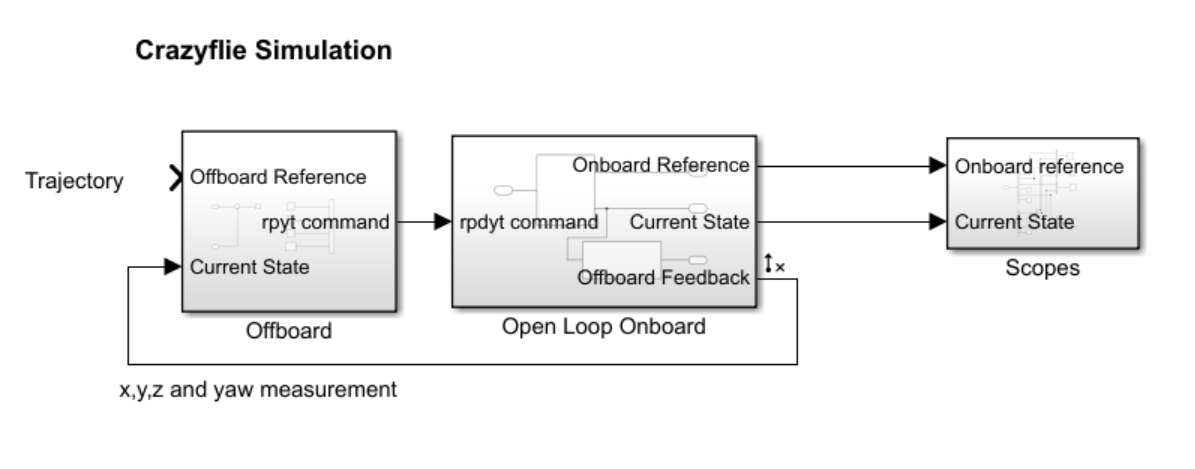 Crazyflie Simulation
Trajectory
Offboard Reference
rpyt command
Current State
Offboard
Onboard Reference
rpdyt command
Current State
Offboard Feedback
x
Open Loop Onboard
Onboard reference
Current State
Scopes
x,y,z and yaw measurement